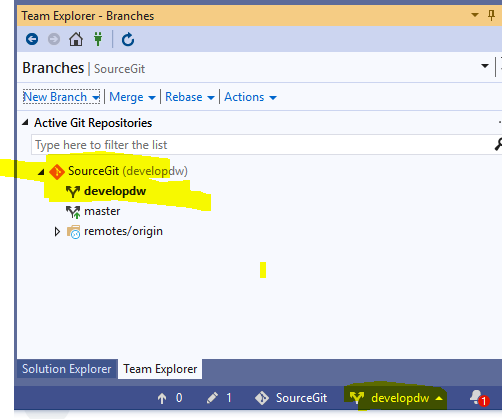 Team Explorer - Branches
Branches | SourceGit
New Branch Merge Rebase Actions
Active Git Repositories
Type here to filter the list
SourceGit (developdw)
developdw
master
remotes/origin
Solution Explorer Team Explorer
0 1 SourceGit developdw 1